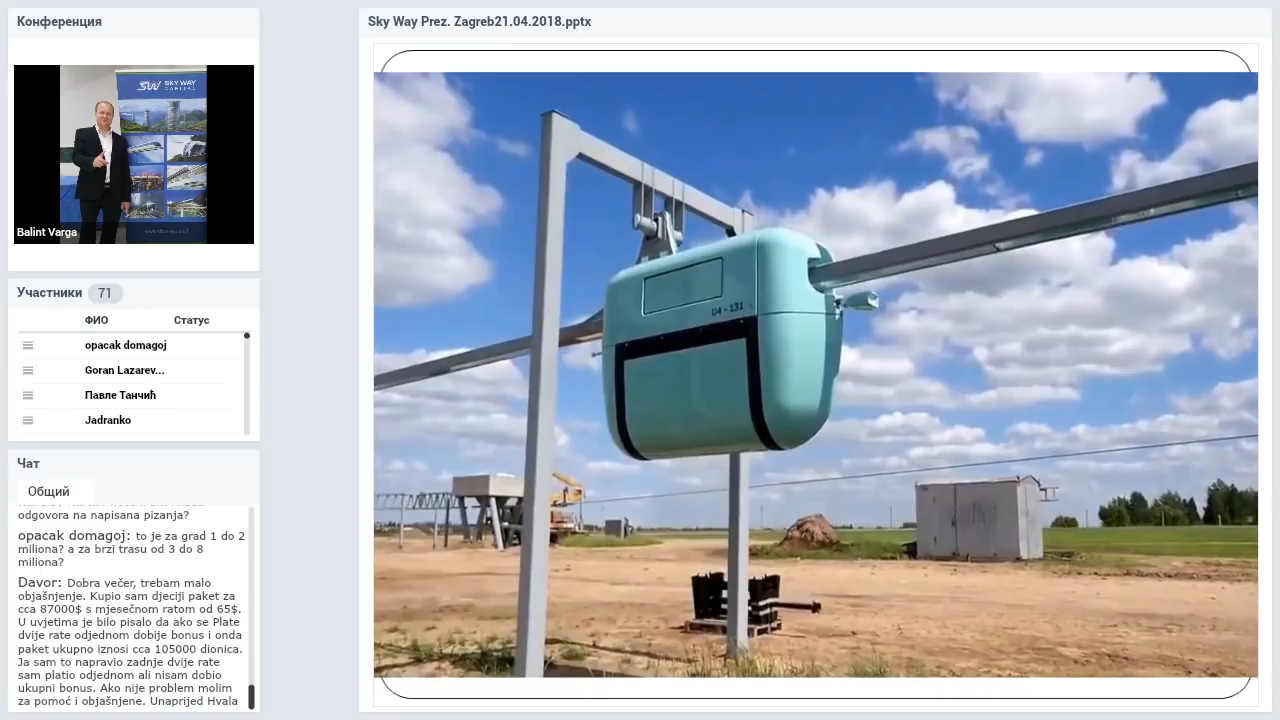 Конференция
Sky Way Prez. Zagreb21.04.2018.pptx
SW SKY WAY
CAPITAL
Balint Varga
Участники 71
ФИО Статус
opacak domagoj
Goran Lazarev...
Павле Танчић
Jadranko
Чат
Общий
odgovora na napisana pizanja?
opacak domagoj: to je za grad 1 do 2
miliona? a za brzi trasu od 3 do 8
miliona?
Davor: Dobra večer, trebam malo
objašnjenje. Kupio sam djeciji paket za
cca 87000$ s mjesečnom ratom od 65$.
U uvjetima je bilo pisalo da ako se Plate
dvije rate odjednom dobije bonus i onda
paket ukupno iznosi cca 105000 dionica.
Ja sam to napravio zadnje dvije rate
sam platio odjednom ali nisam dobio
ukupni bonus. Ako nije problem molim
za pomoć i objašnjene. Unaprijed Hvala
U4 - 131